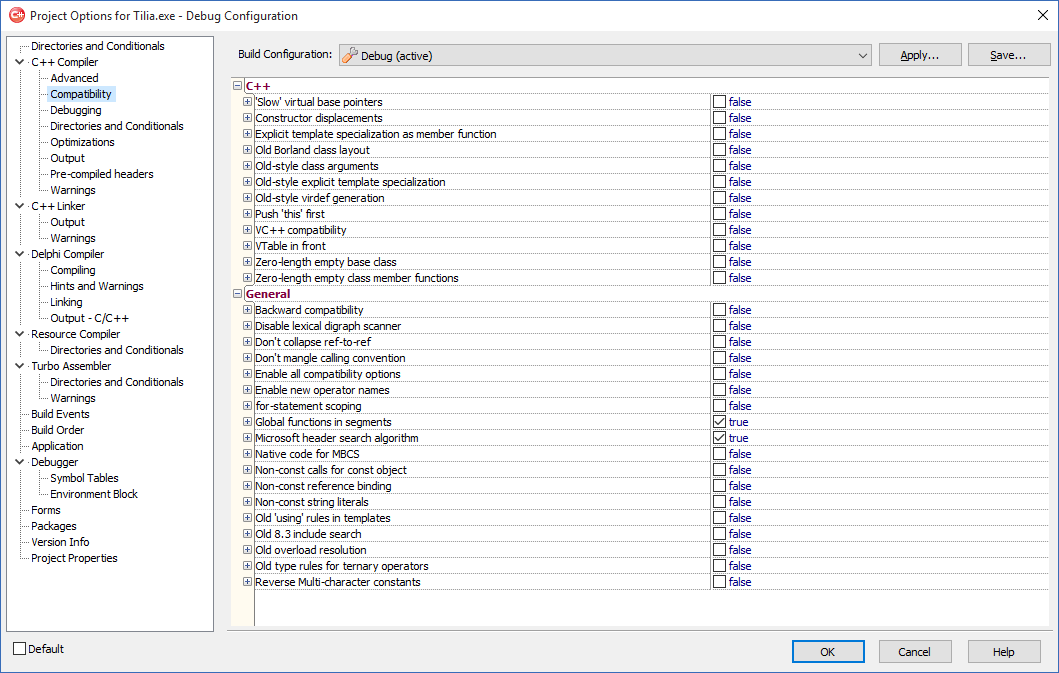 Project Options for Tilia.exe - Debug Configuration
Directories and Conditionals
C++ Compiler
Advanced
Compatibility
Debugging
Directories and Conditionals
Optimizations
Output
Pre-compiled headers
Warnings
C++ Linker
Output
Warnings
Delphi Compiler
Compiling
Hints and Warnings
Linking
Output - C/C++
Resource Compiler
Directories and Conditionals
Turbo Assembler
Directories and Conditionals
Warnings
Build Events
Build Order
Application
Debugger
Symbol Tables
Environment Block
Forms
Packages
Version Info
Project Properties
Build Configuration: Debug (active) Apply... Save...
C++
'Slow' virtual base pointers false
Constructor displacements false
Explicit template specialization as member function false
Old Borland class layout false
Old-style class arguments false
Old-style explicit template specialization false
Old-style virdef generation false
Push 'this' first false
VC++ compatibility false
VTable in front false
Zero-length empty base class false
Zero-length empty class member functions false
General
Backward compatibility false
Disable lexical digraph scanner false
Don't collapse ref-to-ref false
Don't mangle calling convention false
Enable all compatibility options false
Enable new operator names false
for-statement scoping false
Global functions in segments true
Microsoft header search algorithm true
Native code for MBCS false
Non-const calls for const object false
Non-const reference binding false
Non-const string literals false
Old 'using' rules in templates false
Old 8.3 include search false
Old overload resolution false
Old type rules for ternary operators false
Reverse Multi-character constants false
Default
OK Cancel Help